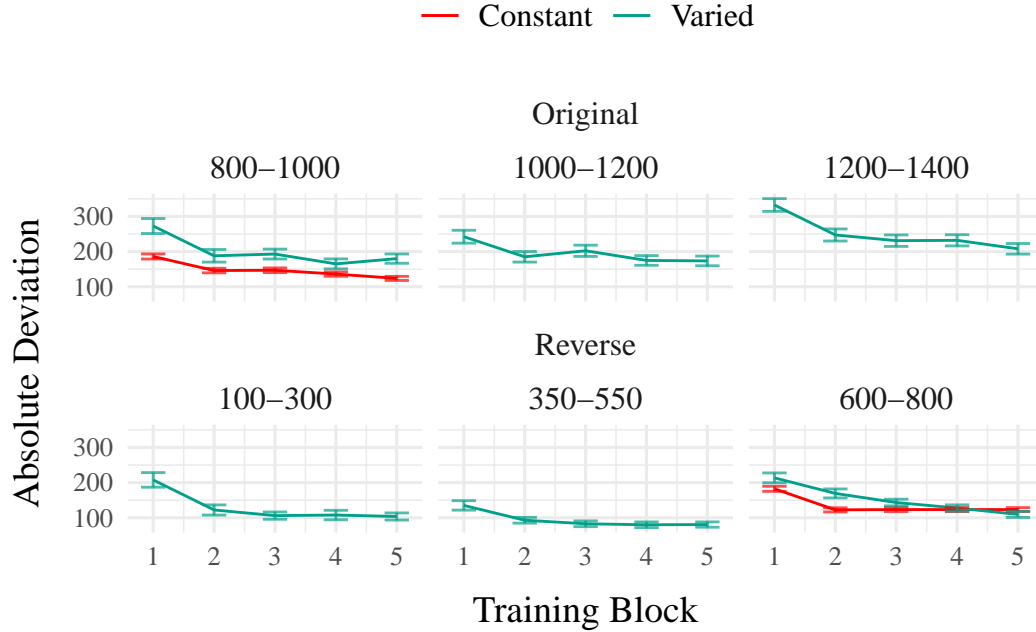 Constant Varied
Original
800–1000 1000–1200 1200–1400
300
200
100
Absolute Deviation
Reverse
100–300 350–550 600–800
300
200
100
1 2 3 4 5 1 2 3 4 5 1 2 3 4 5
Training Block